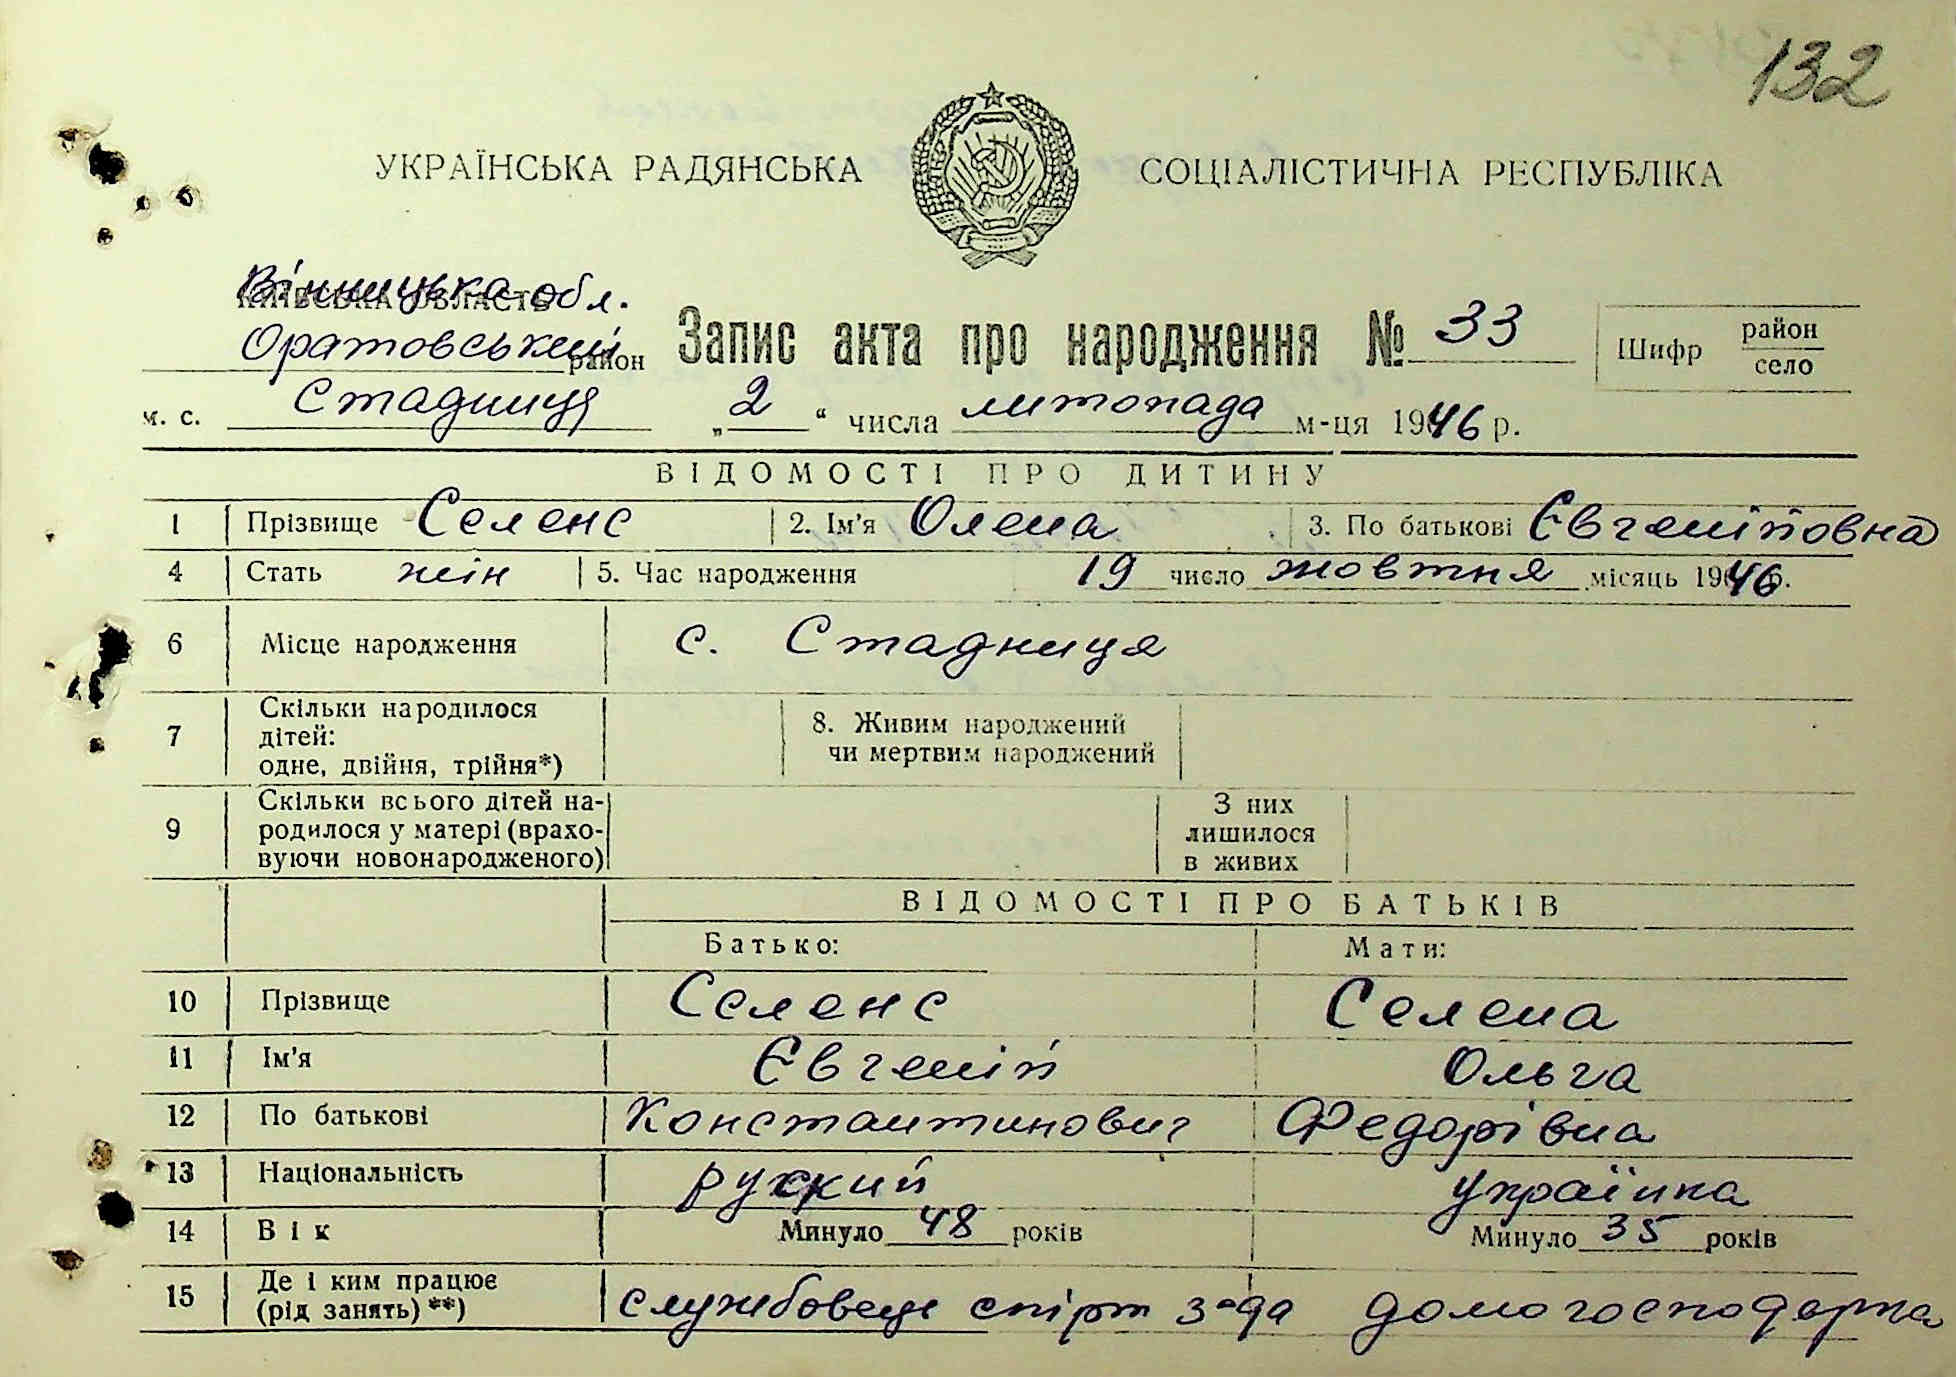 132
УКРАЇНСЬКА РАДЯНСЬКА СОЦІАЛІСТИЧНА РЕСПУБЛІКА
Вінницька обл.
КИЇВСЬКА ОБЛАСТЬ
Оратовський район Запис акта про народження № 33 Шифр район село
м. с. Стадниця „2“ числа листопада м-ця 1946 р.
ВІДОМОСТІ ПРО ДИТИНУ
1 Прізвище Селенс 2. Ім'я Олена 3. По батькові Євгеніївна
4 Стать жін 5. Час народження 19 число жовтня місяць 1946 р.
6 Місце народження с. Стадниця
7 Скільки народилося дітей: одне, двійня, трійня*) 8. Живим народжений чи мертвим народжений
9 Скільки всього дітей народилося у матері (враховуючи новонародженого) З них лишилося в живих
ВІДОМОСТІ ПРО БАТЬКІВ
Батько: Мати:
10 Прізвище Селенс Селена
11 Ім'я Євгеній Ольга
12 По батькові Константинович Федорівна
13 Національність руский українка
14 Вік Минуло 48 років Минуло 35 років
15 Де і ким працює (рід занять) **) службовець спірт з-да домогосподарка